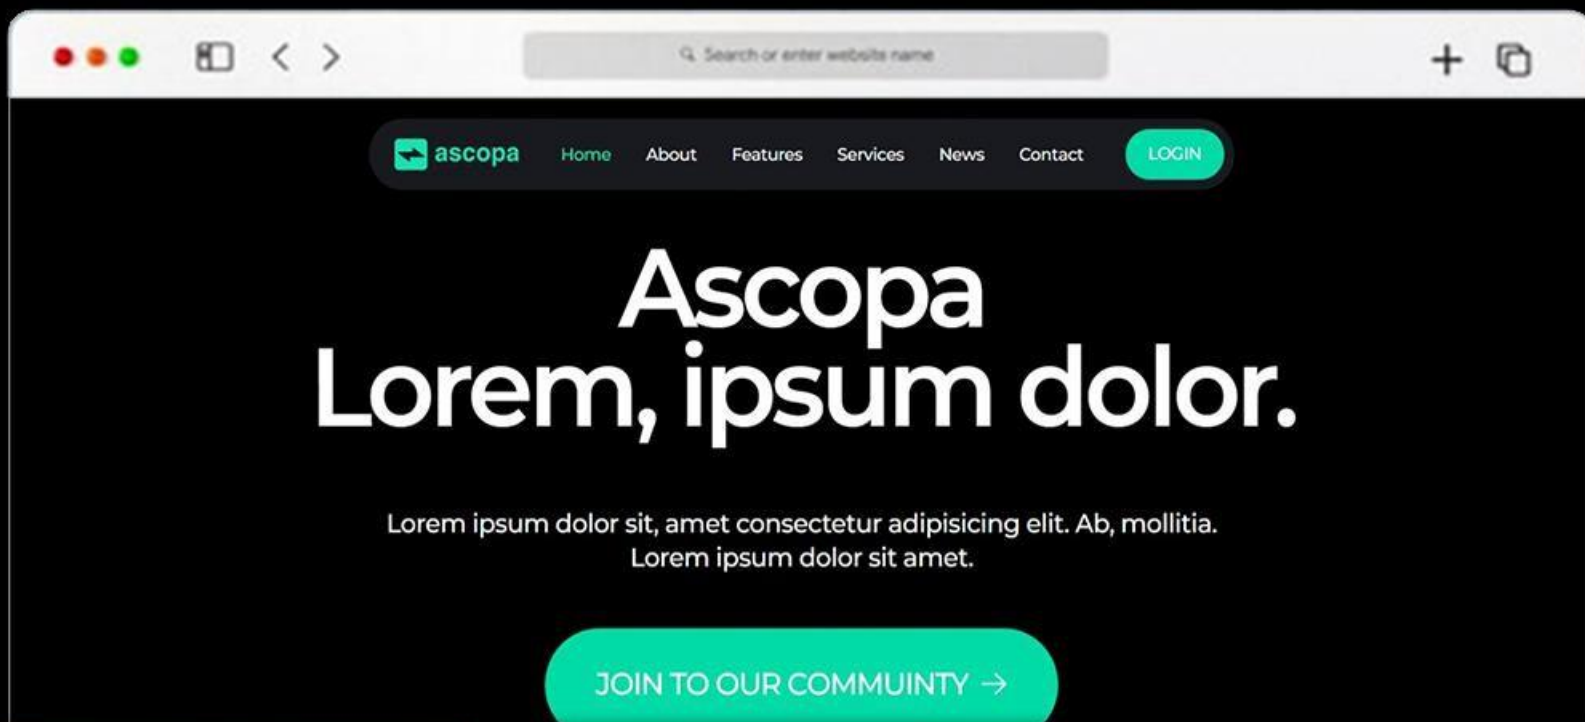 Search or enter website name
ascopa Home About Features Services News Contact LOGIN
Ascopa
Lorem, ipsum dolor.
Lorem ipsum dolor sit, amet consectetur adipisicing elit. Ab, mollitia.
Lorem ipsum dolor sit amet.
JOIN TO OUR COMMUINTY →